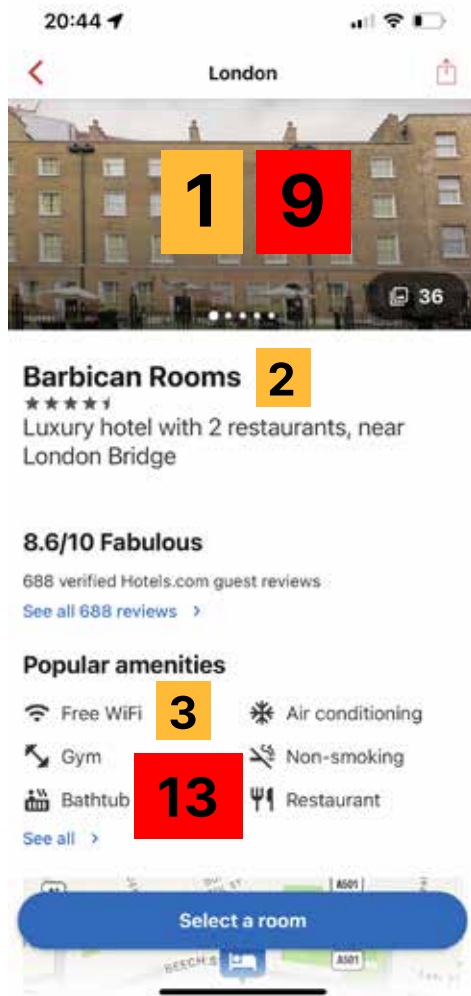 20:44
London
1 9
36
Barbican Rooms 2
Luxury hotel with 2 restaurants, near
London Bridge
8.6/10 Fabulous
688 verified Hotels.com guest reviews
See all 688 reviews >
Popular amenities
Free WiFi 3 Air conditioning
Gym Non-smoking
Bathtub 13 Restaurant
See all >
A501
Select a room
BEECH S
A501